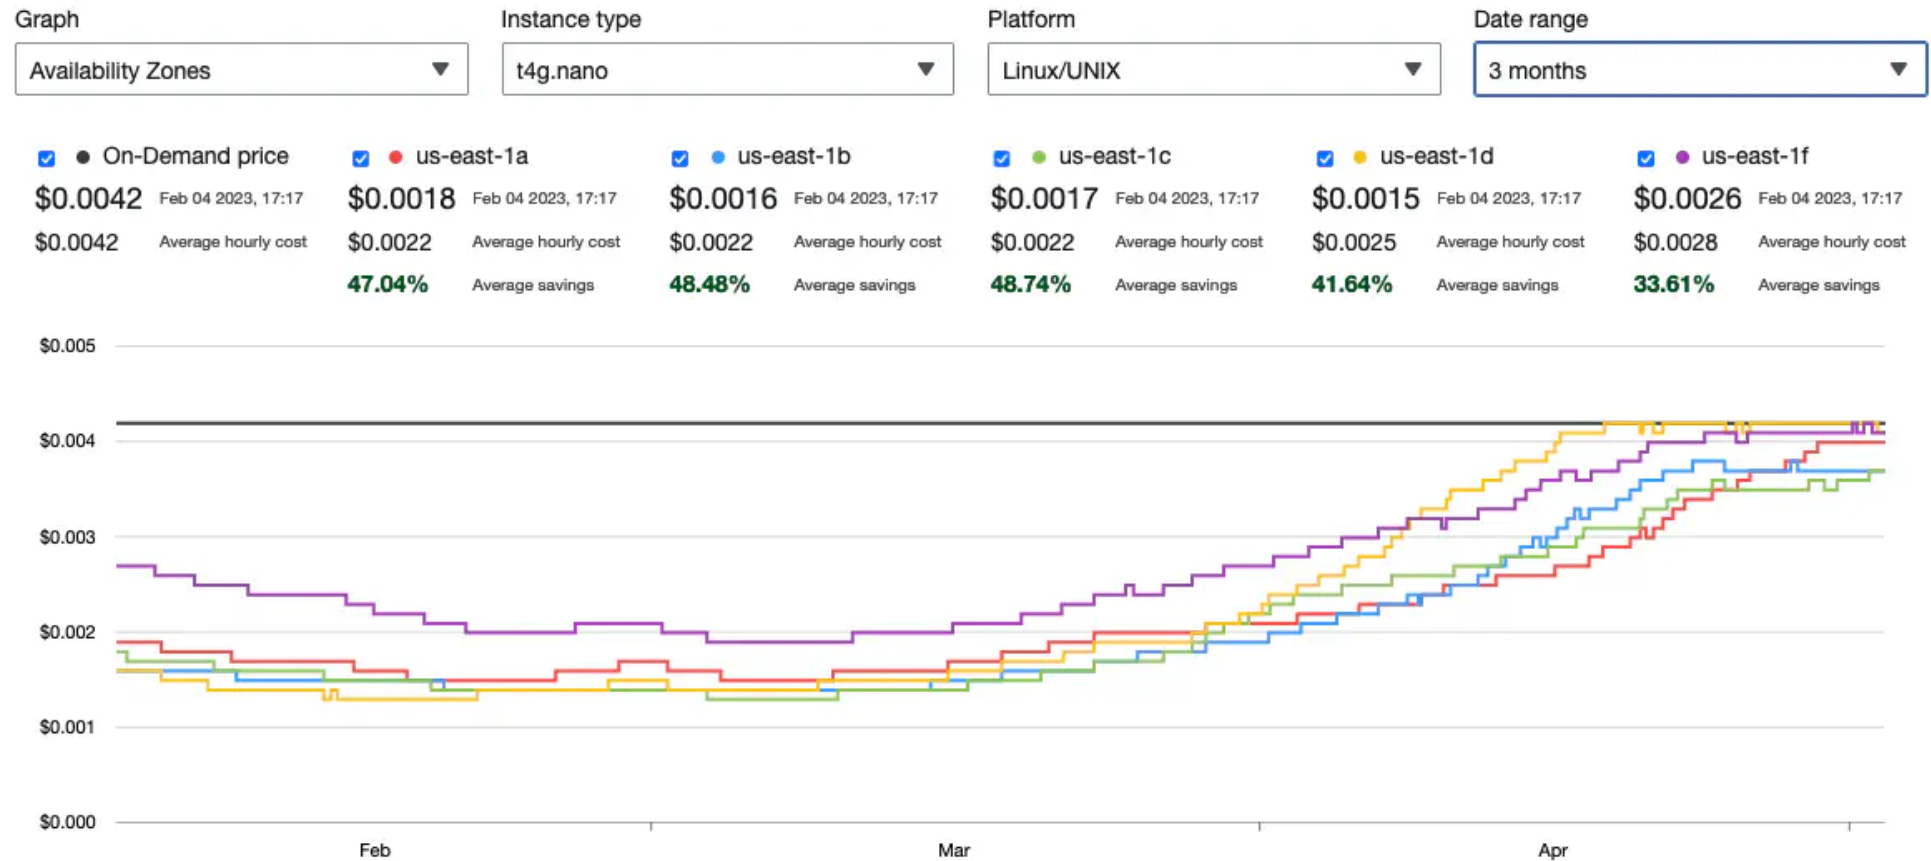 Graph Instance type Platform Date range
Availability Zones t4g.nano Linux/UNIX 3 months
On-Demand price us-east-1a us-east-1b us-east-1c us-east-1d us-east-1f
$0.0042 Feb 04 2023, 17:17 $0.0018 Feb 04 2023, 17:17 $0.0016 Feb 04 2023, 17:17 $0.0017 Feb 04 2023, 17:17 $0.0015 Feb 04 2023, 17:17 $0.0026 Feb 04 2023, 17:17
$0.0042 Average hourly cost $0.0022 Average hourly cost $0.0022 Average hourly cost $0.0022 Average hourly cost $0.0025 Average hourly cost $0.0028 Average hourly cost
47.04% Average savings 48.48% Average savings 48.74% Average savings 41.64% Average savings 33.61% Average savings
$0.005
$0.004
$0.003
$0.002
$0.001
$0.000
Feb Mar Apr